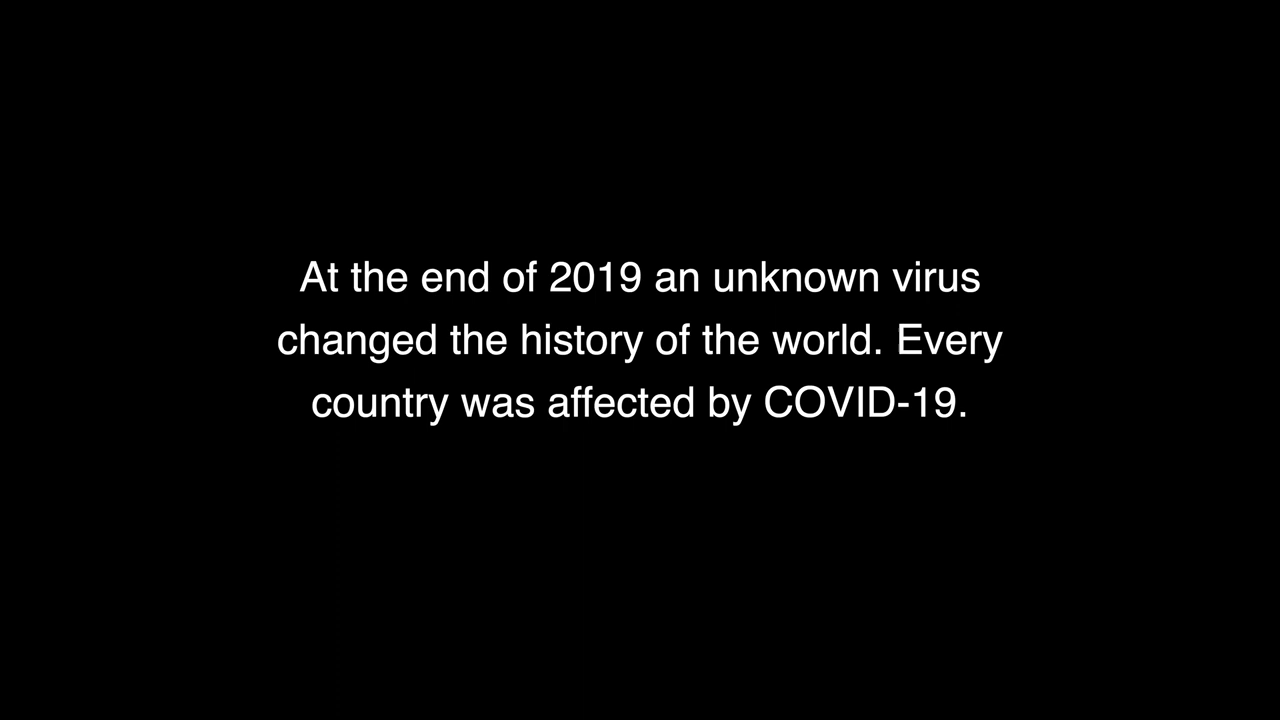 At the end of 2019 an unknown virus
changed the history of the world. Every
country was affected by COVID-19.